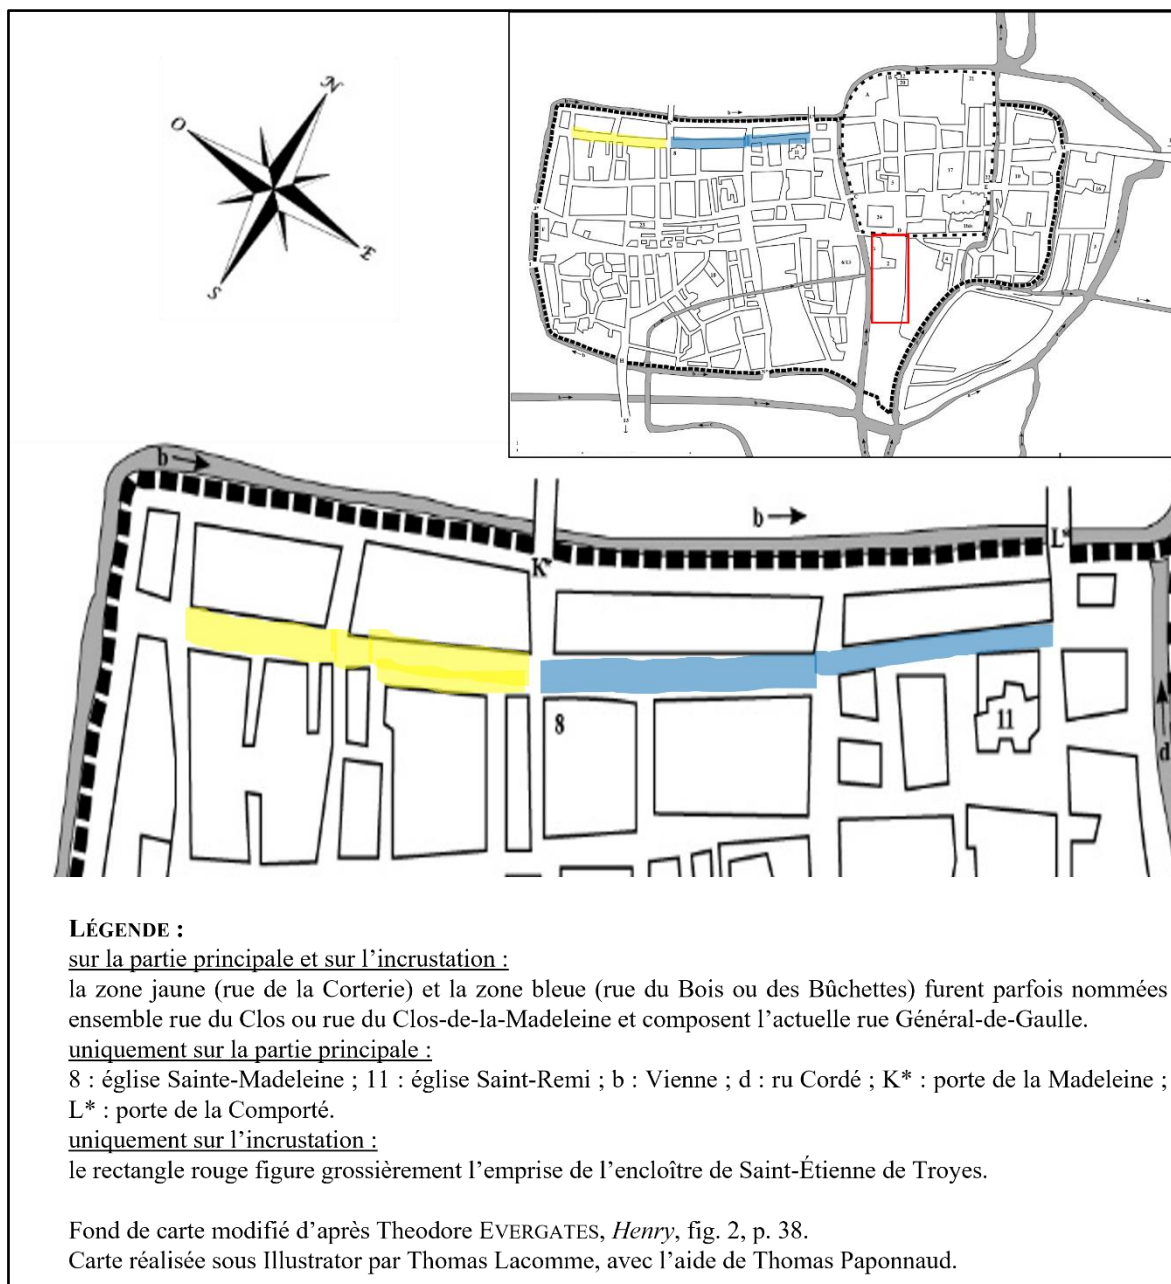 N
O
E
S
b
b
K*
L*
8
11
d
LÉGENDE :
sur la partie principale et sur l’incrustation :
la zone jaune (rue de la Corterie) et la zone bleue (rue du Bois ou des Bûchettes) furent parfois nommées
ensemble rue du Clos ou rue du Clos-de-la-Madeleine et composent l’actuelle rue Général-de-Gaulle.
uniquement sur la partie principale :
8 : église Sainte-Madeleine ; 11 : église Saint-Remi ; b : Vienne ; d : ru Cordé ; K* : porte de la Madeleine ;
L* : porte de la Comporté.
uniquement sur l’incrustation :
le rectangle rouge figure grossièrement l’emprise de l’encloître de Saint-Étienne de Troyes.
Fond de carte modifié d’après Theodore EVERGATES, Henry, fig. 2, p. 38.
Carte réalisée sous Illustrator par Thomas Lacomme, avec l’aide de Thomas Paponnaud.